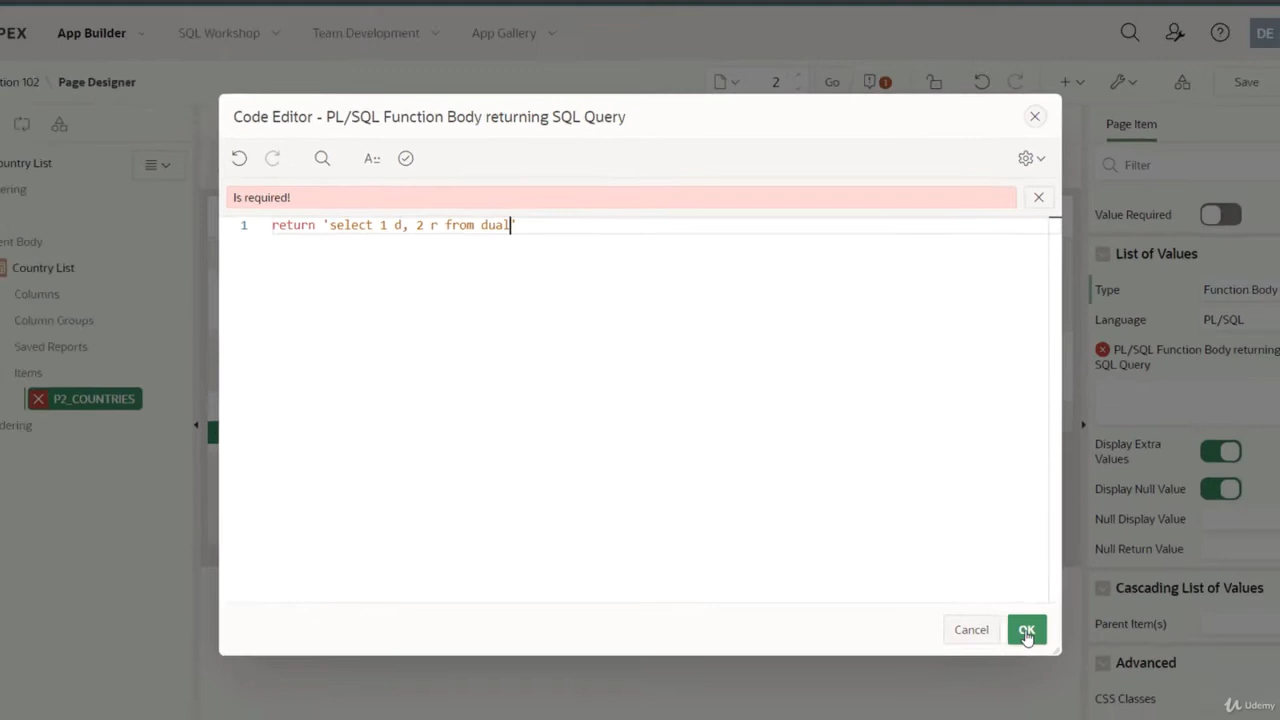 PEX
App Builder
SQL Workshop
Team Development
App Gallery
DE
tion 102 \ Page Designer
2
Go
1
Save
Code Editor - PL/SQL Function Body returning SQL Query
Page Item
Filter
ountry List
ering
Is required!
1 return 'select 1 d, 2 r from dual'
Value Required
ent Body
Country List
Columns
Column Groups
Saved Reports
Items
P2_COUNTRIES
dering
List of Values
Type Function Body
Language PL/SQL
PL/SQL Function Body returning
SQL Query
Display Extra
Values
Display Null Value
Null Display Value
Null Return Value
Cascading List of Values
Parent Item(s)
Advanced
CSS Classes
Cancel
OK
Udemy